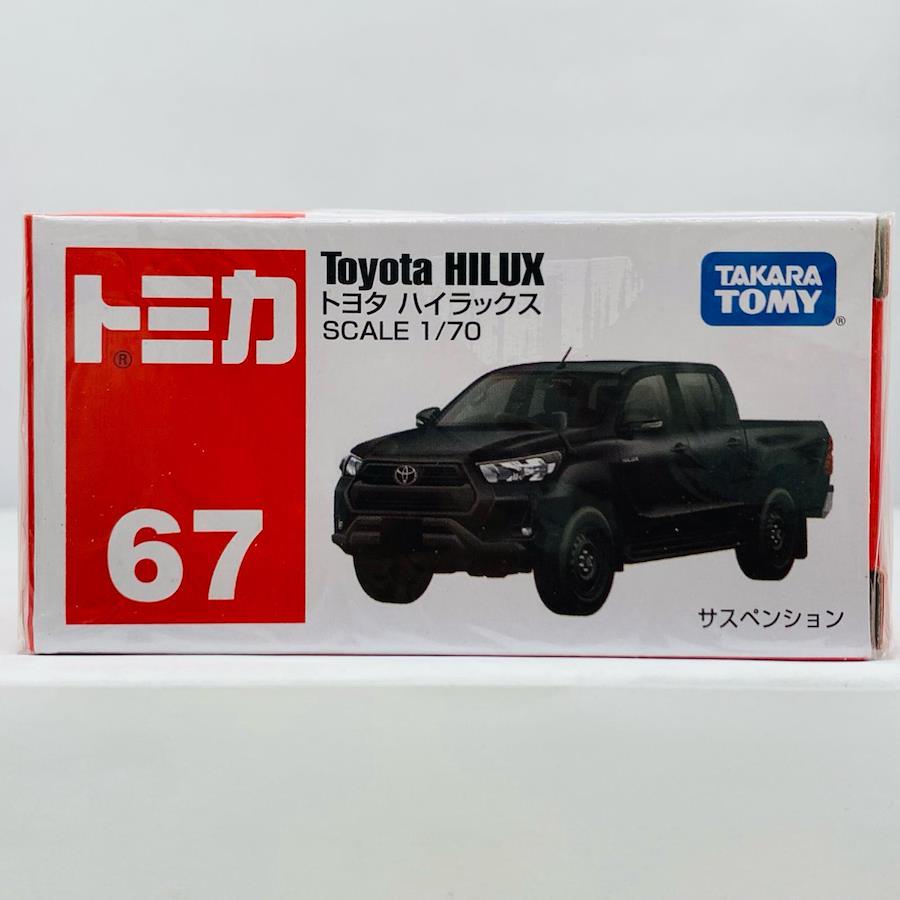 トミカ®
67
Toyota HILUX
トヨタ ハイラックス
SCALE 1/70
TAKARA
TOMY®
HILUX
サスペンション